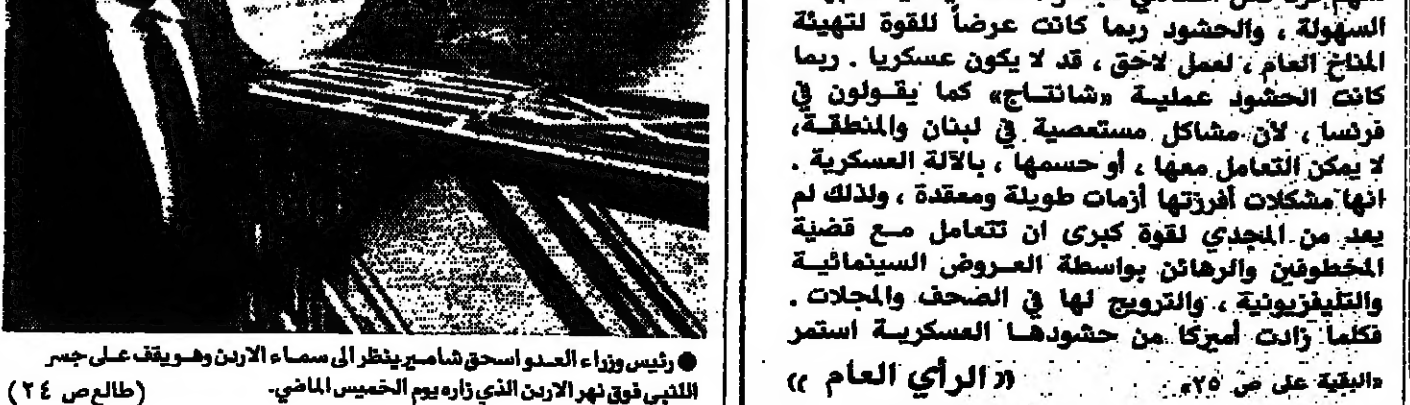 السهولة ، والحشود ربما كانت عرضاً للقوة لتهيئة
المناخ العام ، لعمل لاحق ، قد لا يكون عسكريا . ربما
كانت الحشود عملية «شانتاج» كما يقولون في
فرنسا ، لأن مشاكل مستعصية في لبنان والمنطقة،
لا يمكن التعامل معها ، أو حسمها ، بالآلة العسكرية .
انها مشكلات أفرزتها أزمات طويلة ومعقدة ، ولذلك لم
يعد من المجدي لقوة كبرى ان تتعامل مع قضية
المخطوفين والرهائن بواسطة العروض السينمائية
والتليفزيونية ، والترويج لها في الصحف والمجلات .
فكلما زادت أميركا من حشودها العسكرية استمر
«البقية على ص ٢٥»
«الرأي العام»
● رئيس وزراء العدو اسحق شامير ينظر الى سماء الاردن وهو يقف على جسر
اللنبي فوق نهر الاردن الذي زاره يوم الخميس الماضي.
(طالع ص ٢٤)